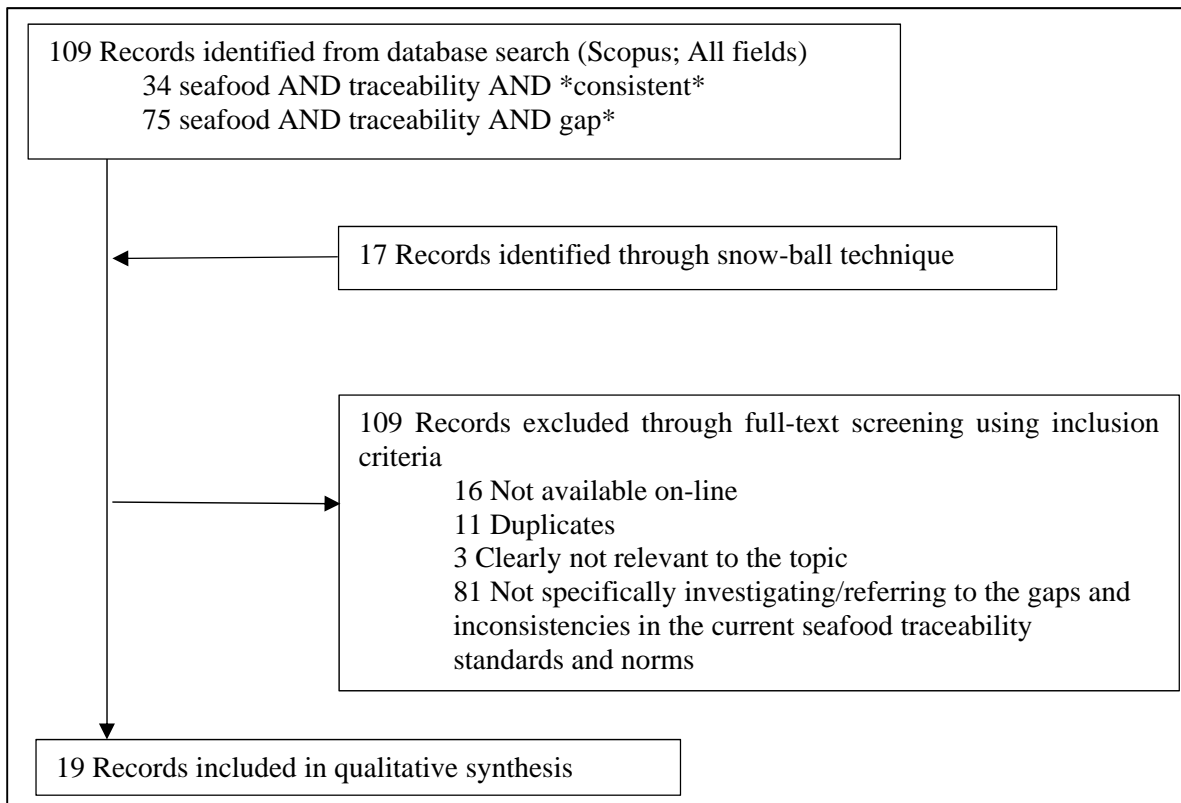 109 Records identified from database search (Scopus; All fields)
34 seafood AND traceability AND *consistent*
75 seafood AND traceability AND gap*
17 Records identified through snow-ball technique
109 Records excluded through full-text screening using inclusion
criteria
16 Not available on-line
11 Duplicates
3 Clearly not relevant to the topic
81 Not specifically investigating/referring to the gaps and
inconsistencies in the current seafood traceability
standards and norms
19 Records included in qualitative synthesis